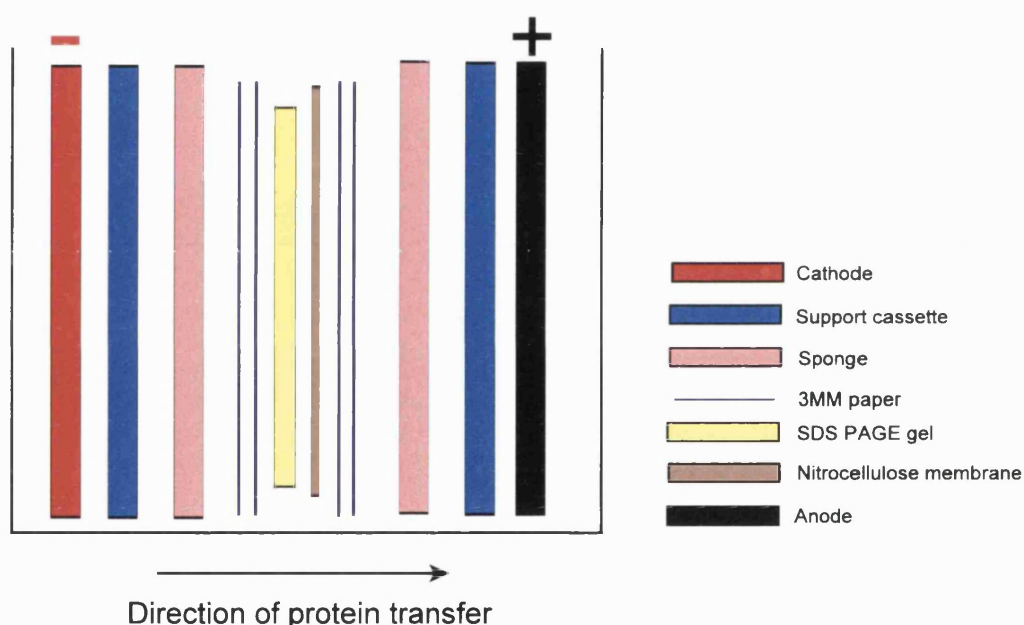 +
Cathode
Support cassette
Sponge
3MM paper
SDS PAGE gel
Nitrocellulose membrane
Anode
Direction of protein transfer